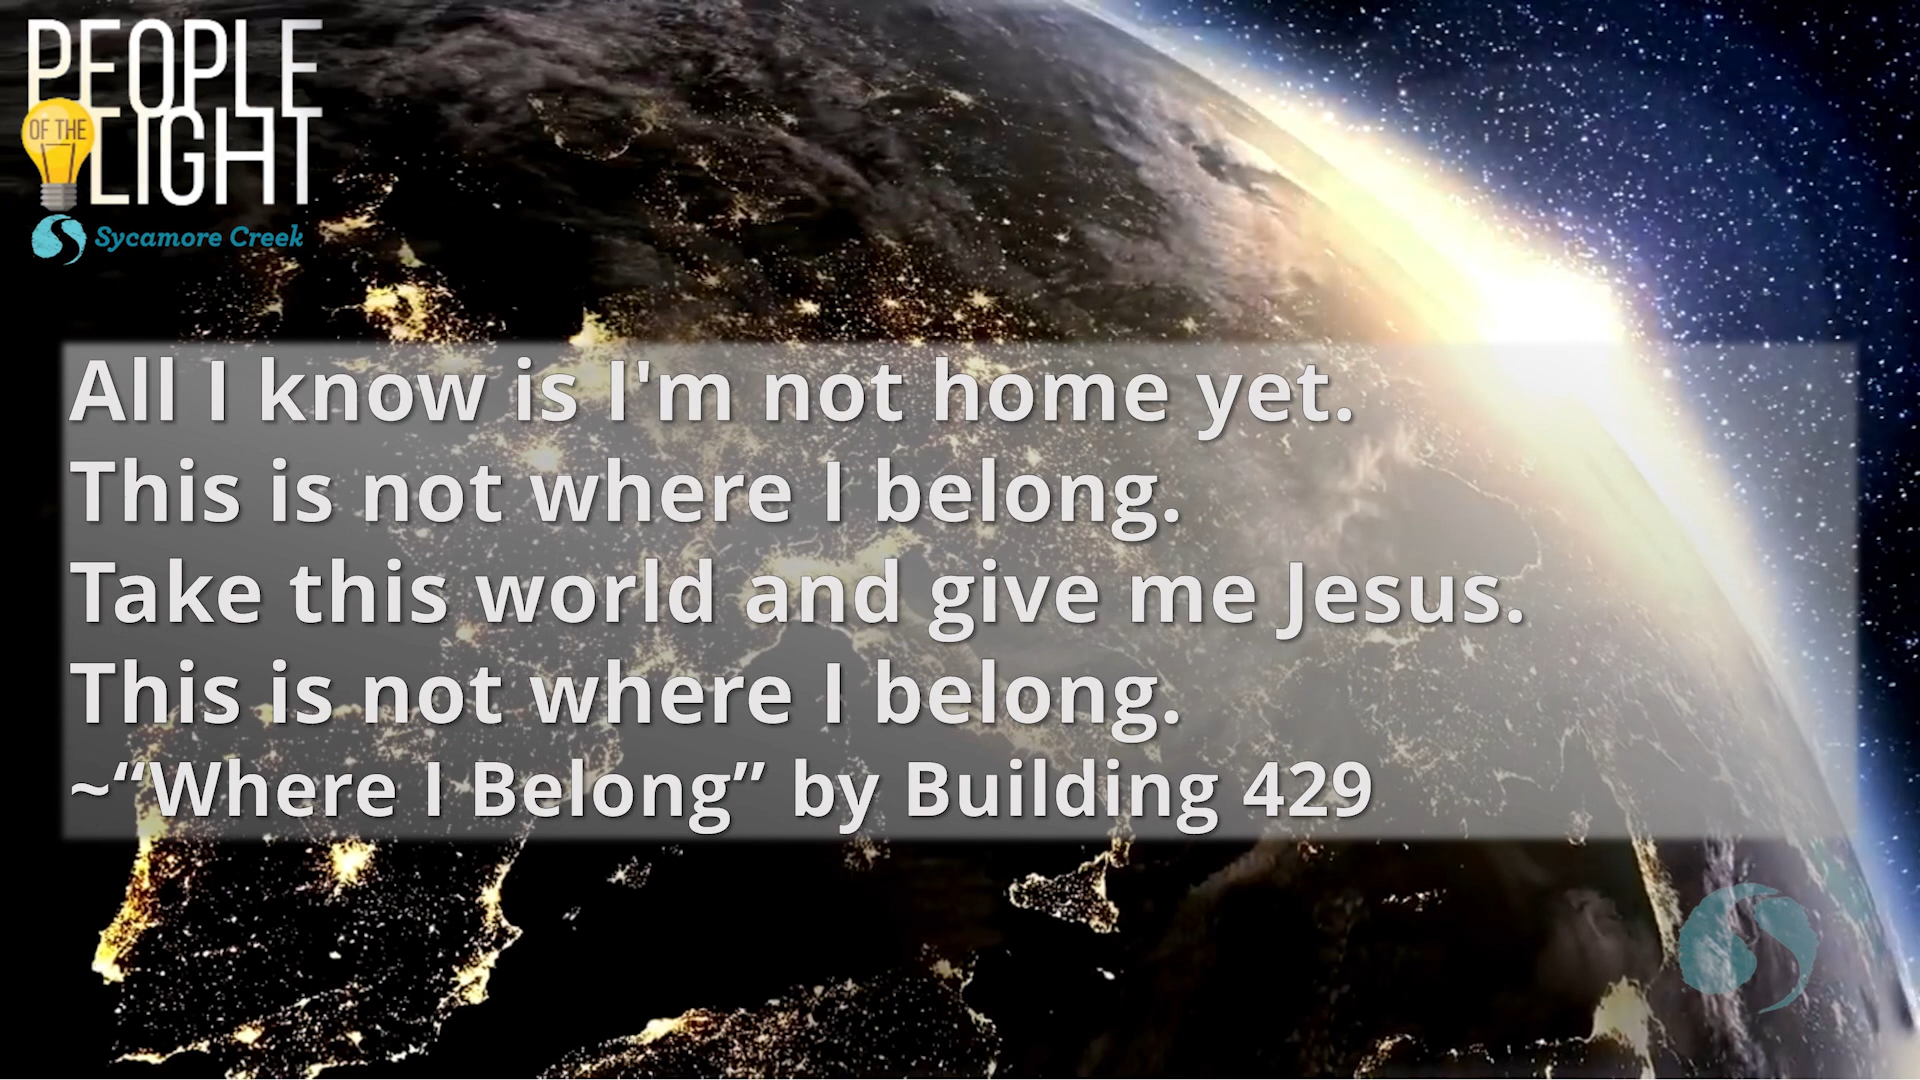 PEOPLE
OF THE
LIGHT
Sycamore Creek
All I know is I'm not home yet.
This is not where I belong.
Take this world and give me Jesus.
This is not where I belong.
~“Where I Belong” by Building 429